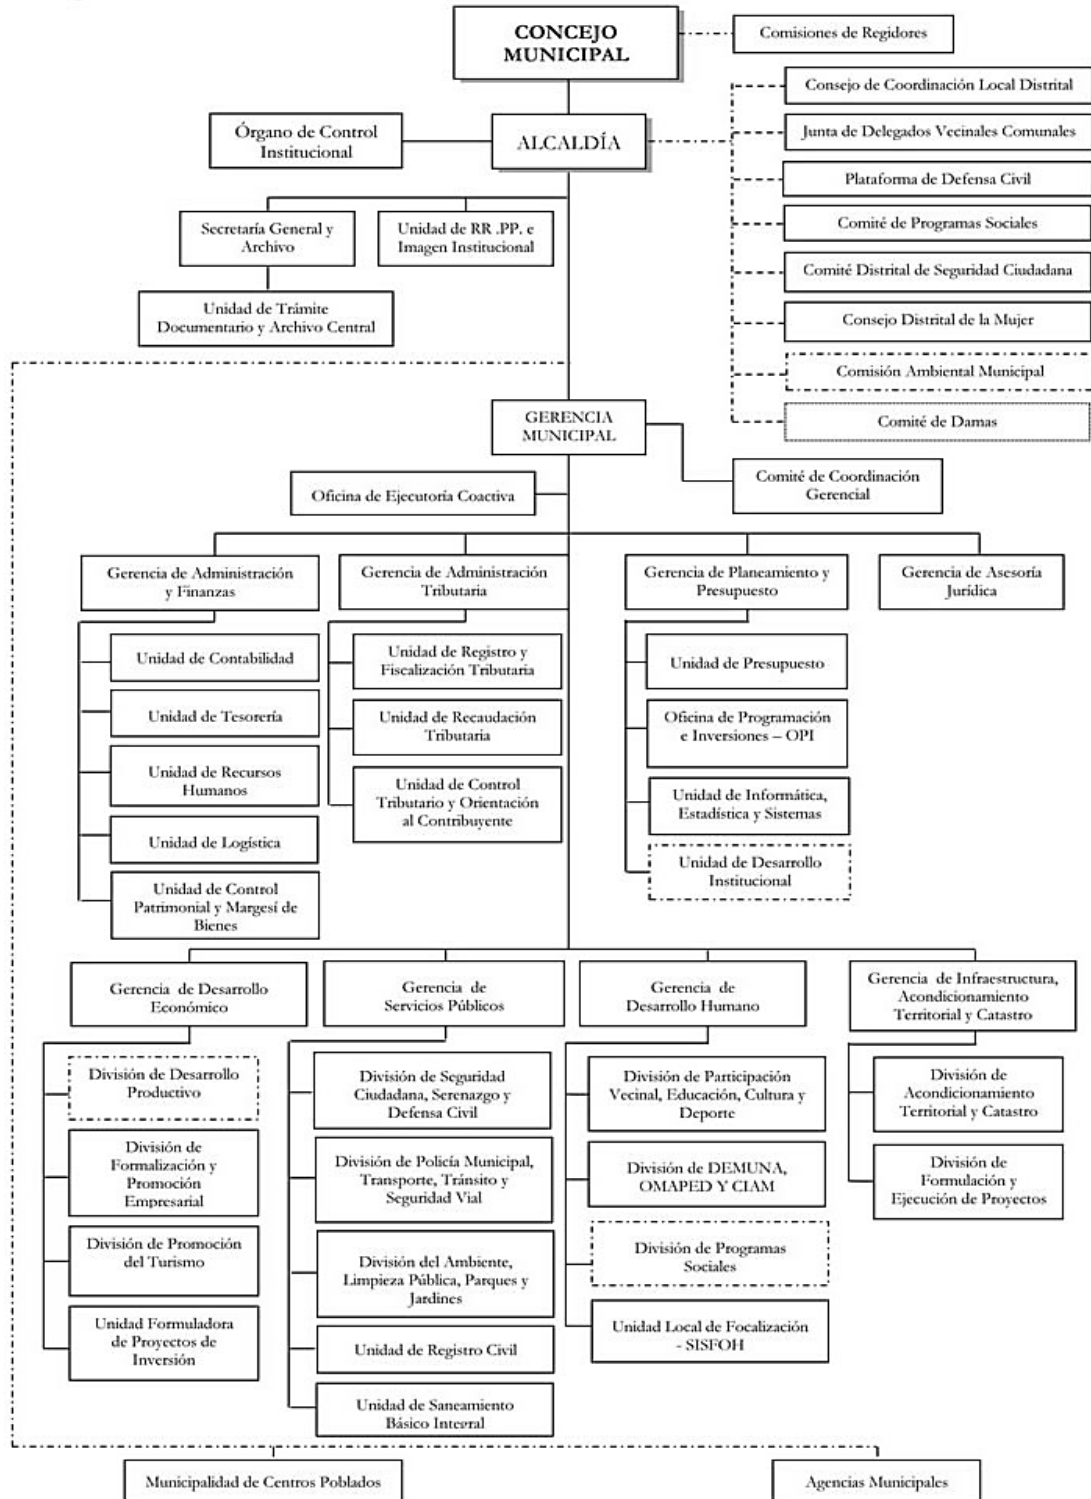 CONCEJO
MUNICIPAL
Comisiones de Regidores
Consejo de Coordinación Local Distrital
Junta de Delegados Vecinales Comunales
Plataforma de Defensa Civil
Comité de Programas Sociales
Comité Distrital de Seguridad Ciudadana
Consejo Distrital de la Mujer
Comisión Ambiental Municipal
Comité de Damas
Órgano de Control
Institucional
ALCALDÍA
Secretaría General y
Archivo
Unidad de RR .PP. e
Imagen Institucional
Unidad de Trámite
Documentario y Archivo Central
GERENCIA
MUNICIPAL
Oficina de Ejecutoría Coactiva
Comité de Coordinación
Gerencial
Gerencia de Administración
y Finanzas
Gerencia de Administración
Tributaria
Gerencia de Planeamiento y
Presupuesto
Gerencia de Asesoría
Jurídica
Unidad de Contabilidad
Unidad de Tesorería
Unidad de Recursos
Humanos
Unidad de Logística
Unidad de Control
Patrimonial y Margesí de
Bienes
Unidad de Registro y
Fiscalización Tributaria
Unidad de Recaudación
Tributaria
Unidad de Control
Tributario y Orientación
al Contribuyente
Unidad de Presupuesto
Oficina de Programación
e Inversiones – OPI
Unidad de Informática,
Estadística y Sistemas
Unidad de Desarrollo
Institucional
Gerencia de Desarrollo
Económico
Gerencia de
Servicios Públicos
Gerencia de
Desarrollo Humano
Gerencia de Infraestructura,
Acondicionamiento
Territorial y Catastro
División de Desarrollo
Productivo
División de
Formalización y
Promoción
Empresarial
División de Promoción
del Turismo
Unidad Formuladora
de Proyectos de
Inversión
División de Seguridad
Ciudadana, Serenazgo y
Defensa Civil
División de Policía Municipal,
Transporte, Tránsito y
Seguridad Vial
División del Ambiente,
Limpieza Pública, Parques y
Jardines
Unidad de Registro Civil
Unidad de Saneamiento
Básico Integral
División de Participación
Vecinal, Educación, Cultura y
Deporte
División de DEMUNA,
OMAPED Y CIAM
División de Programas
Sociales
Unidad Local de Focalización
- SISFOH
División de
Acondicionamiento
Territorial y Catastro
División de
Formulación y
Ejecución de Proyectos
Municipalidad de Centros Poblados
Agencias Municipales